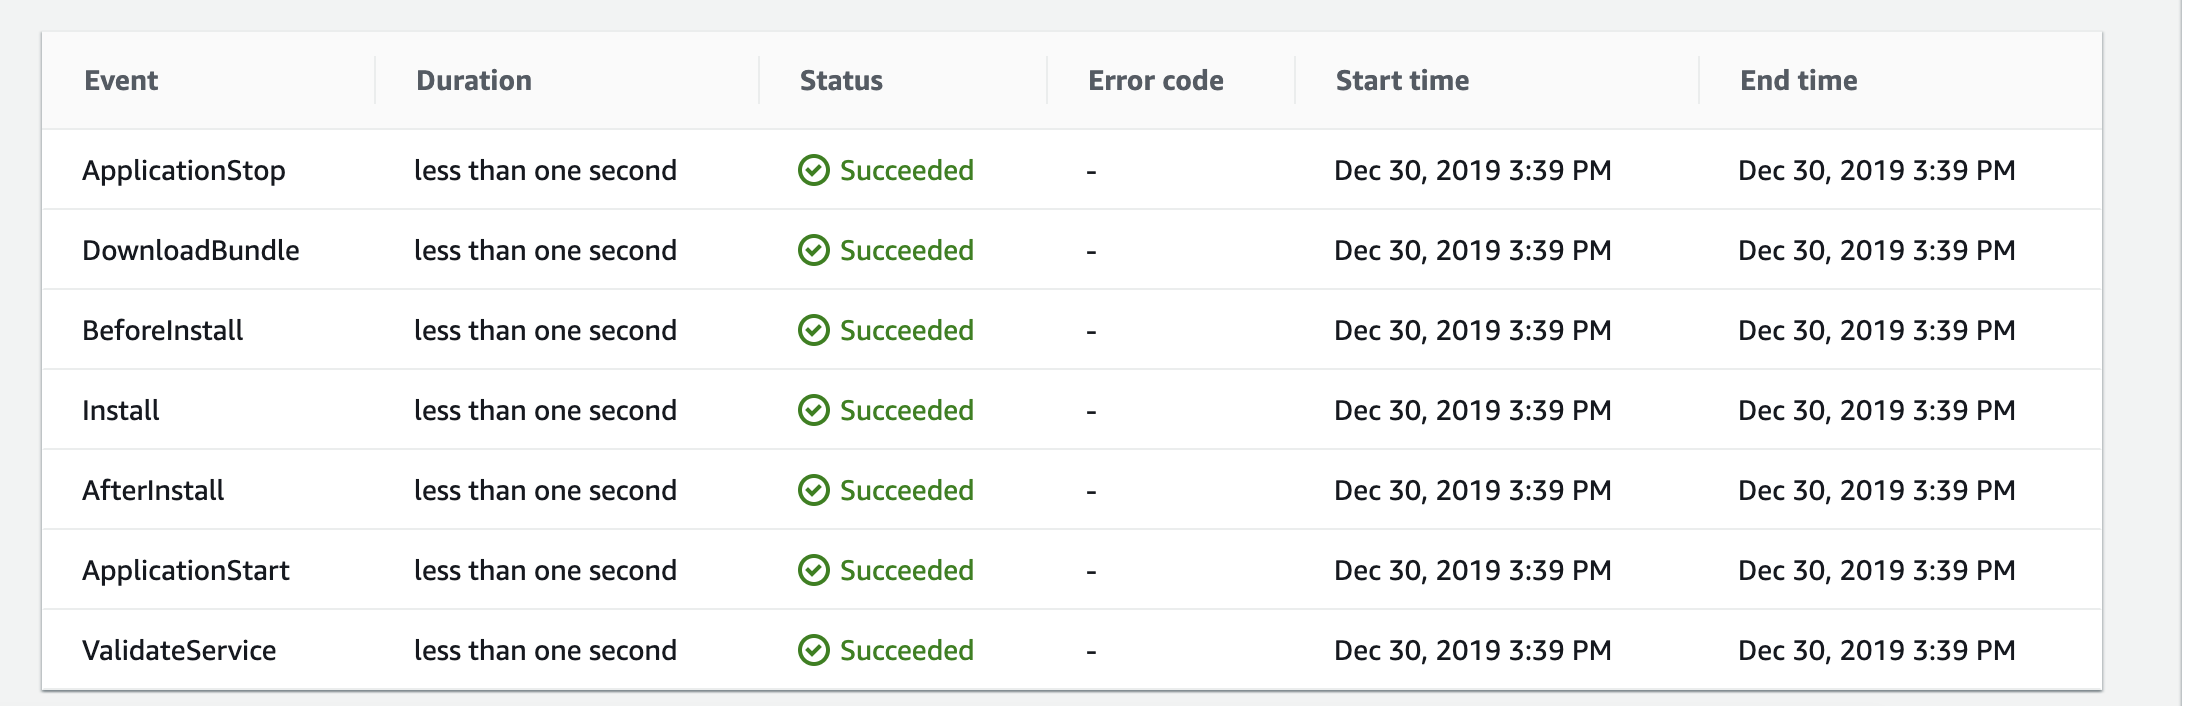 Event Duration Status Error code Start time End time
ApplicationStop less than one second Succeeded - Dec 30, 2019 3:39 PM Dec 30, 2019 3:39 PM
DownloadBundle less than one second Succeeded - Dec 30, 2019 3:39 PM Dec 30, 2019 3:39 PM
BeforeInstall less than one second Succeeded - Dec 30, 2019 3:39 PM Dec 30, 2019 3:39 PM
Install less than one second Succeeded - Dec 30, 2019 3:39 PM Dec 30, 2019 3:39 PM
AfterInstall less than one second Succeeded - Dec 30, 2019 3:39 PM Dec 30, 2019 3:39 PM
ApplicationStart less than one second Succeeded - Dec 30, 2019 3:39 PM Dec 30, 2019 3:39 PM
ValidateService less than one second Succeeded - Dec 30, 2019 3:39 PM Dec 30, 2019 3:39 PM